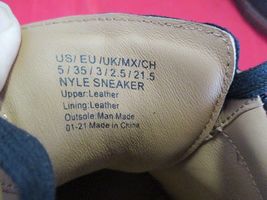 US/ EU /UK/MX/CH
5 / 35 / 3 / 2.5 / 21.5
NYLE SNEAKER
Upper:Leather
Lining:Leather
Outsole:Man Made
01-21 Made in China